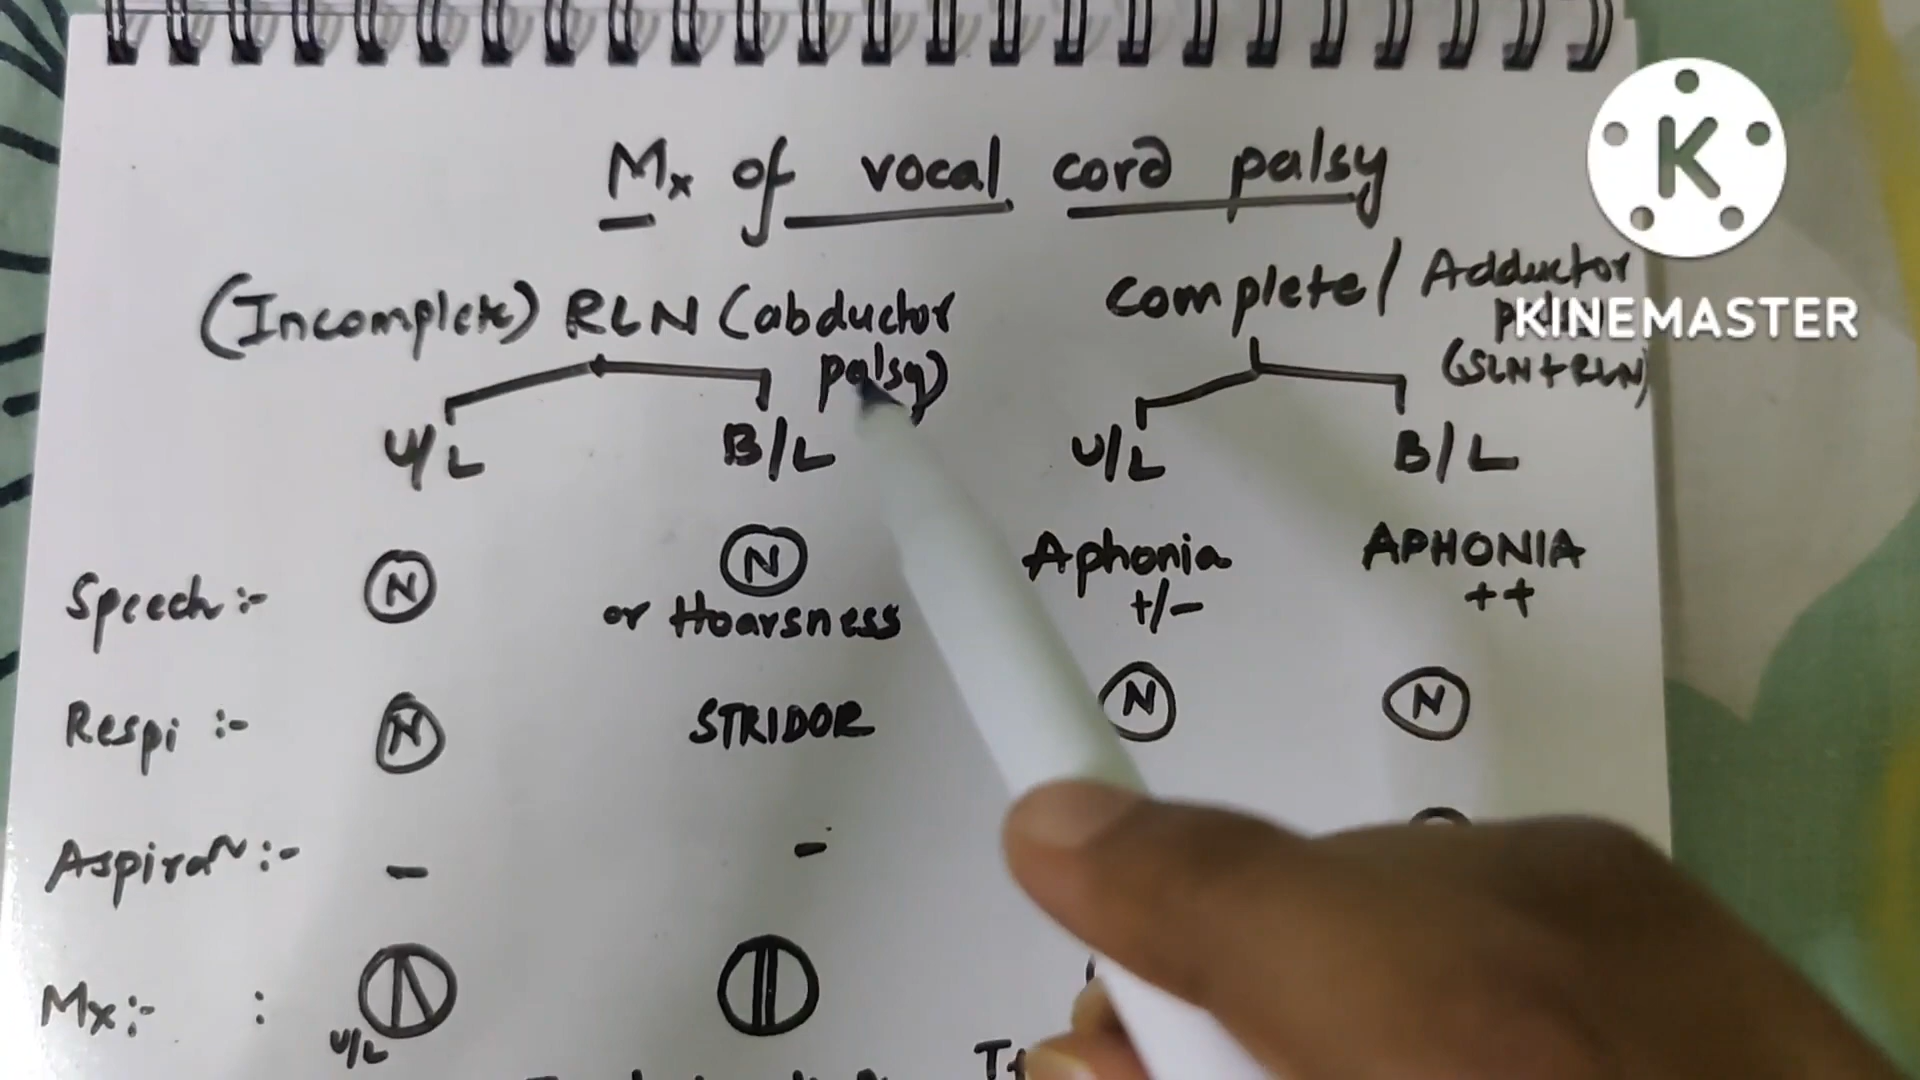 Mx of vocal cord palsy
(Incomplete) RLN (abductor palsy)
Complete / Adductor
(SLN+RLN)
K
KINEMASTER
U/L B/L U/L B/L
Speech :- N N or Hoarsness Aphonia +/- APHONIA ++
Respi :- N STRIDOR N N
Aspiraⁿ :- - -
Mx :- :
U/L